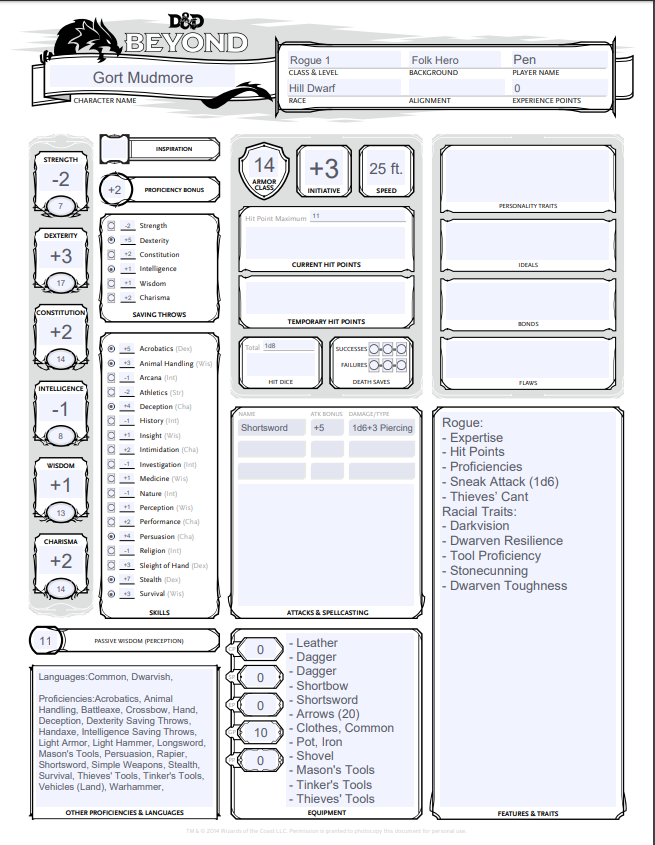 D&D
BEYOND
Gort Mudmore
CHARACTER NAME
Rogue 1 Folk Hero Pen
CLASS & LEVEL BACKGROUND PLAYER NAME
Hill Dwarf 0
RACE ALIGNMENT EXPERIENCE POINTS
STRENGTH
-2
7
DEXTERITY
+3
17
CONSTITUTION
+2
14
INTELLIGENCE
-1
8
WISDOM
+1
13
CHARISMA
+2
14
INSPIRATION
+2 PROFICIENCY BONUS
-2 Strength
+5 Dexterity
+2 Constitution
+1 Intelligence
+1 Wisdom
+2 Charisma
SAVING THROWS
+5 Acrobatics (Dex)
+3 Animal Handling (Wis)
-1 Arcana (Int)
-2 Athletics (Str)
+4 Deception (Cha)
-1 History (Int)
+1 Insight (Wis)
+2 Intimidation (Cha)
-1 Investigation (Int)
+1 Medicine (Wis)
-1 Nature (Int)
+1 Perception (Wis)
+2 Performance (Cha)
+4 Persuasion (Cha)
-1 Religion (Int)
+3 Sleight of Hand (Dex)
+7 Stealth (Dex)
+3 Survival (Wis)
SKILLS
11 PASSIVE WISDOM (PERCEPTION)
Languages:Common, Dwarvish,
Proficiencies:Acrobatics, Animal
Handling, Battleaxe, Crossbow, Hand,
Deception, Dexterity Saving Throws,
Handaxe, Intelligence Saving Throws,
Light Armor, Light Hammer, Longsword,
Mason's Tools, Persuasion, Rapier,
Shortsword, Simple Weapons, Stealth,
Survival, Thieves' Tools, Tinker's Tools,
Vehicles (Land), Warhammer,
OTHER PROFICIENCIES & LANGUAGES
14
ARMOR
CLASS
+3
INITIATIVE
25 ft.
SPEED
Hit Point Maximum 11
CURRENT HIT POINTS
TEMPORARY HIT POINTS
Total 1d8
HIT DICE
SUCCESSES
FAILURES
DEATH SAVES
NAME ATK BONUS DAMAGE/TYPE
Shortsword +5 1d6+3 Piercing
ATTACKS & SPELLCASTING
CP 0
SP 0
EP 0
GP 10
PP 0
- Leather
- Dagger
- Dagger
- Shortbow
- Shortsword
- Arrows (20)
- Clothes, Common
- Pot, Iron
- Shovel
- Mason's Tools
- Tinker's Tools
- Thieves' Tools
EQUIPMENT
PERSONALITY TRAITS
IDEALS
BONDS
FLAWS
Rogue:
- Expertise
- Hit Points
- Proficiencies
- Sneak Attack (1d6)
- Thieves' Cant
Racial Traits:
- Darkvision
- Dwarven Resilience
- Tool Proficiency
- Stonecunning
- Dwarven Toughness
FEATURES & TRAITS
TM & © 2014 Wizards of the Coast LLC. Permission is granted to photocopy this document for personal use.